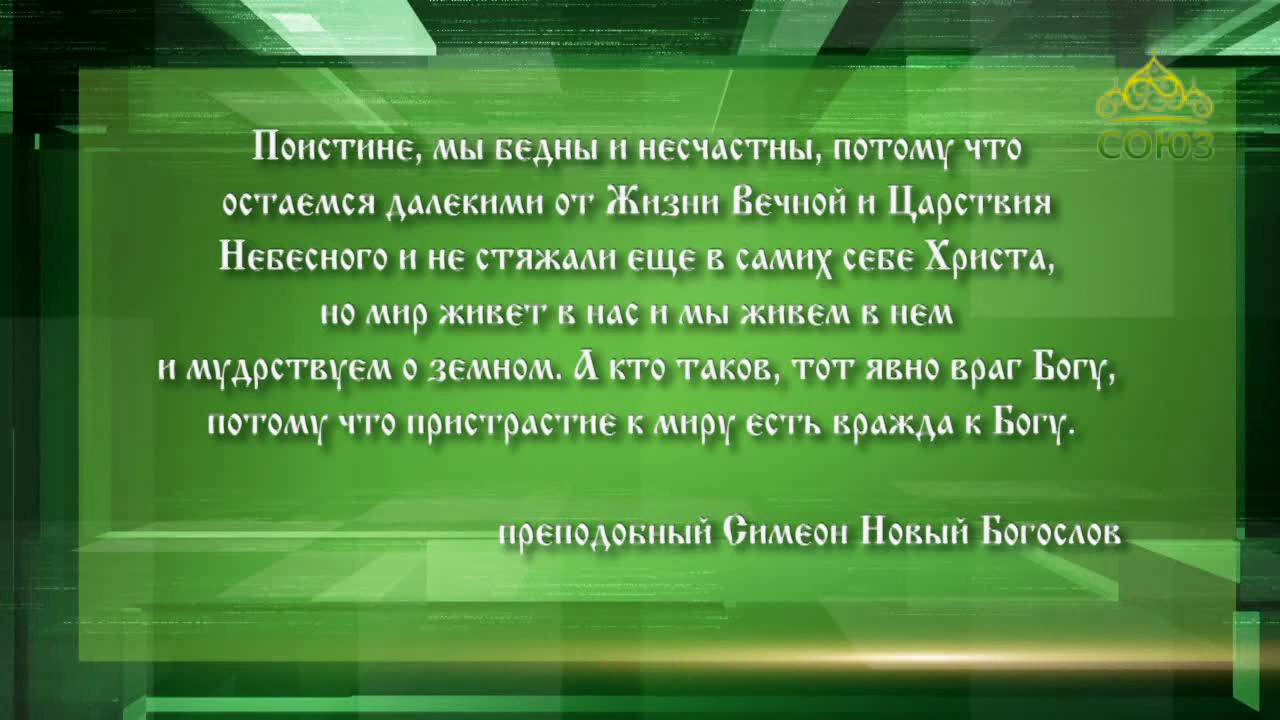 СОЮЗ
Поистине, мы бедны и несчастны, потому что
остаемся далекими от Жизни Вечной и Царствия
Небесного и не стяжали еще в самих себе Христа,
но мир живет в нас и мы живем в нем
и мудрствуем о земном. А кто таков, тот явно враг Богу,
потому что пристрастие к миру есть вражда к Богу.
преподобный Симеон Новый Богослов